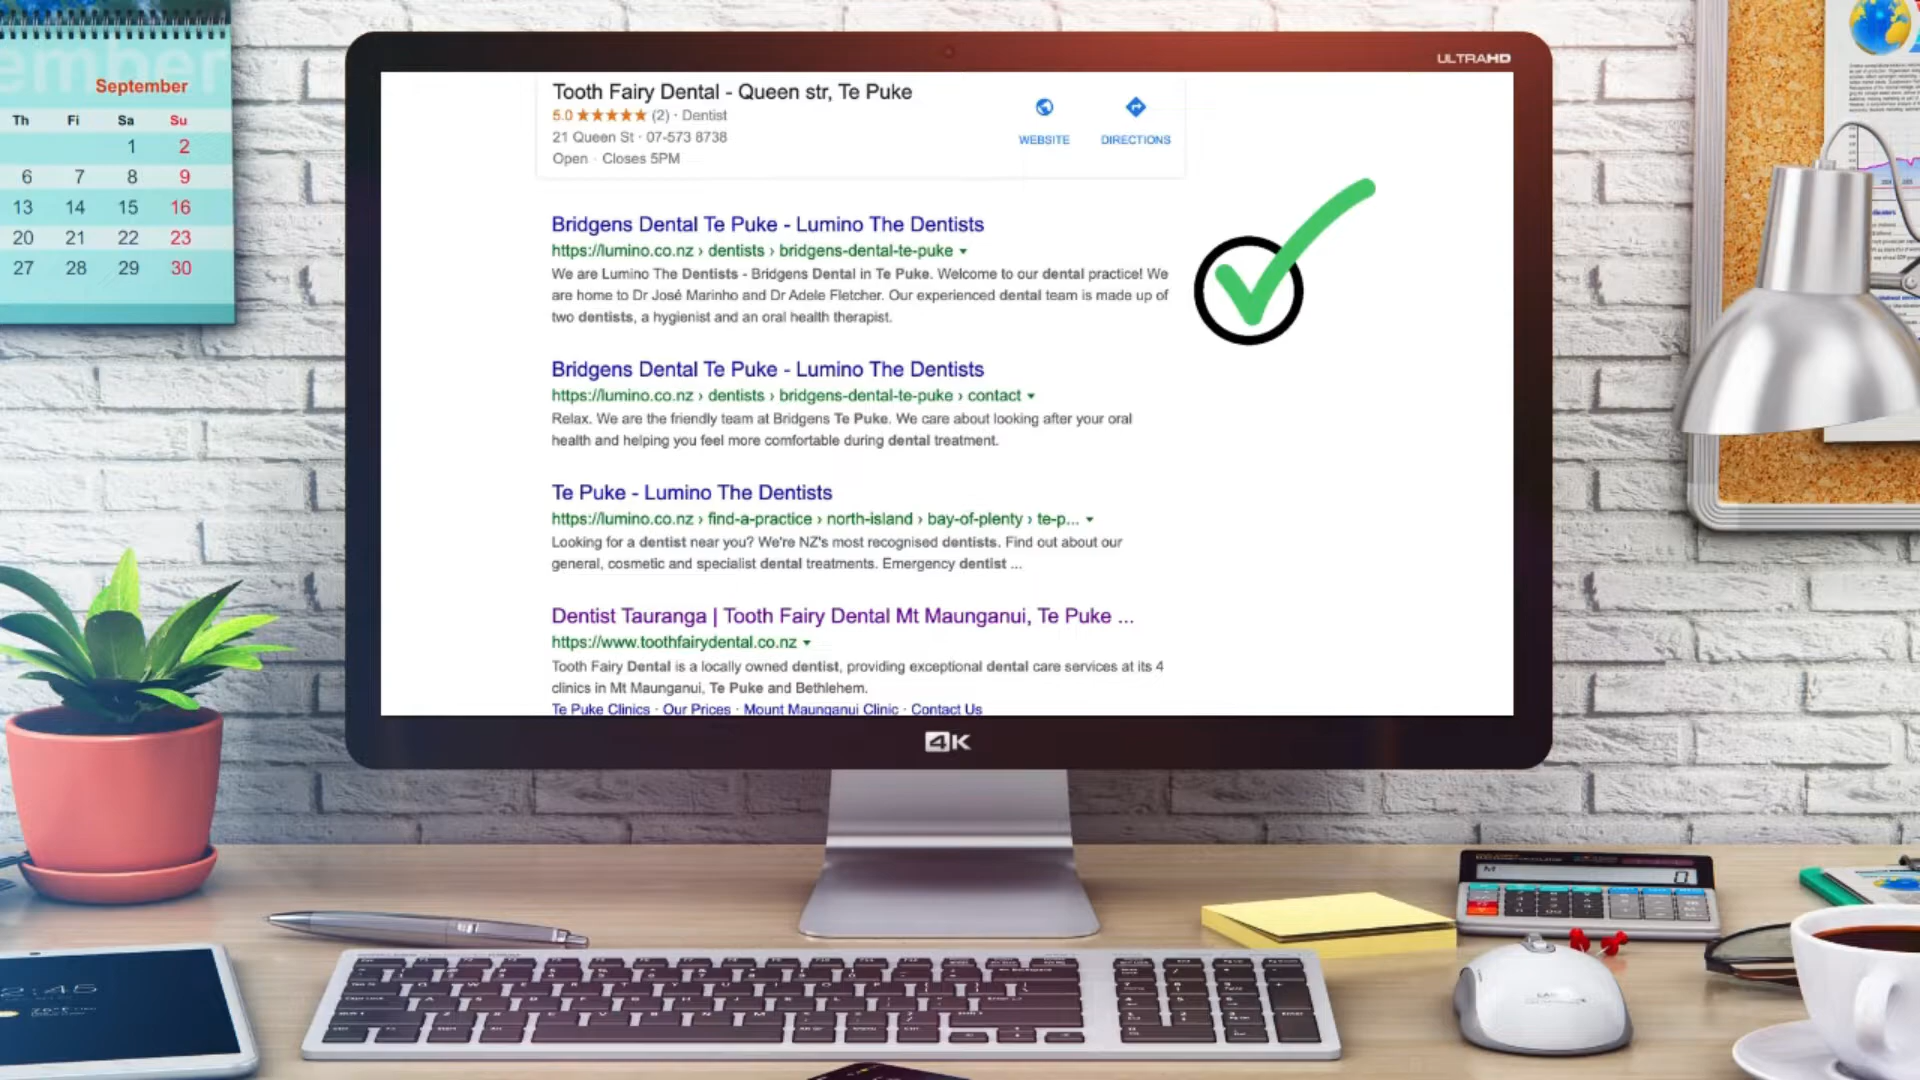 ember
September
Th Fi Sa Su
1 2
6 7 8 9
13 14 15 16
20 21 22 23
27 28 29 30
ULTRAHD
Tooth Fairy Dental - Queen str, Te Puke
5.0 ★★★★★ (2) · Dentist
21 Queen St · 07-573 8738
Open · Closes 5PM
WEBSITE DIRECTIONS
Bridgens Dental Te Puke - Lumino The Dentists
https://lumino.co.nz › dentists › bridgens-dental-te-puke
We are Lumino The Dentists - Bridgens Dental in Te Puke. Welcome to our dental practice! We
are home to Dr José Marinho and Dr Adele Fletcher. Our experienced dental team is made up of
two dentists, a hygienist and an oral health therapist.
Bridgens Dental Te Puke - Lumino The Dentists
https://lumino.co.nz › dentists › bridgens-dental-te-puke › contact
Relax. We are the friendly team at Bridgens Te Puke. We care about looking after your oral
health and helping you feel more comfortable during dental treatment.
Te Puke - Lumino The Dentists
https://lumino.co.nz › find-a-practice › north-island › bay-of-plenty › te-p...
Looking for a dentist near you? We're NZ's most recognised dentists. Find out about our
general, cosmetic and specialist dental treatments. Emergency dentist ...
Dentist Tauranga | Tooth Fairy Dental Mt Maunganui, Te Puke ...
https://www.toothfairydental.co.nz
Tooth Fairy Dental is a locally owned dentist, providing exceptional dental care services at its 4
clinics in Mt Maunganui, Te Puke and Bethlehem.
Te Puke Clinics · Our Prices · Mount Maunganui Clinic · Contact Us
4K
M 0
2:45